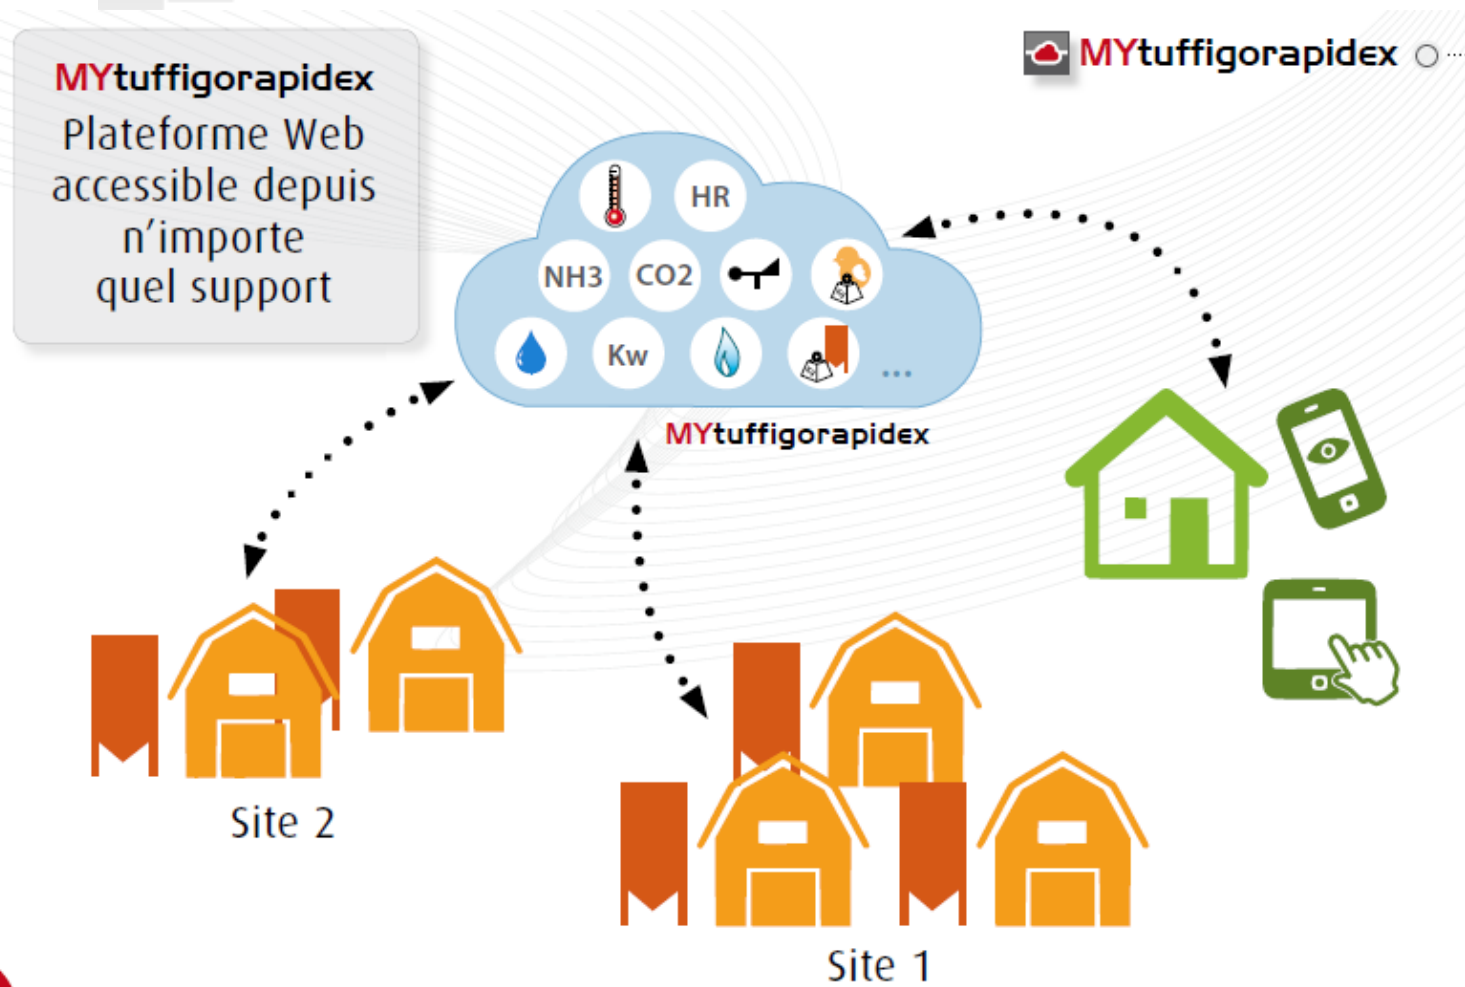 MYtuffigorapidex
Plateforme Web
accessible depuis
n'importe
quel support
MYtuffigorapidex
HR
NH3 CO2
Kw
...
MYtuffigorapidex
Site 2
Site 1